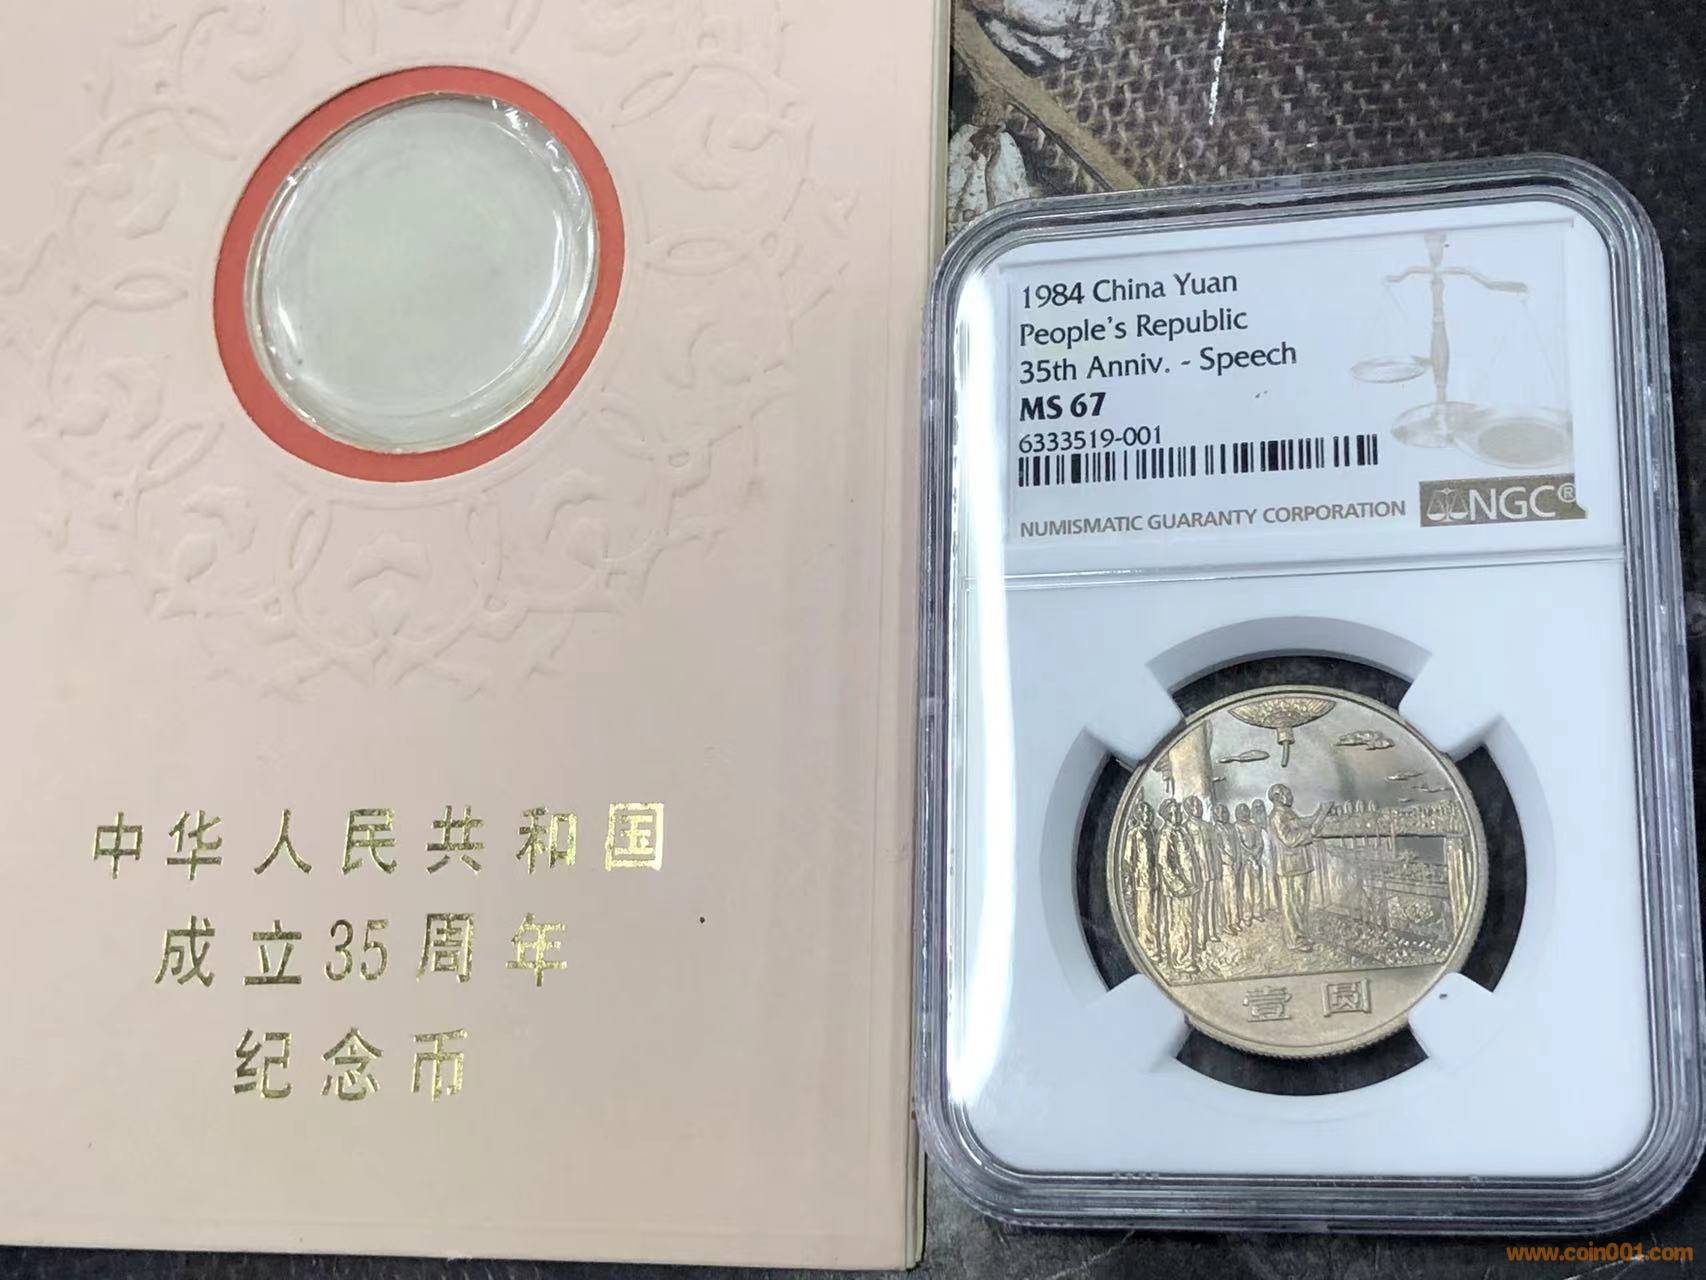 中华人民共和国
成立35周年
纪念币
1984 China Yuan
People's Republic
35th Anniv. - Speech
MS 67
6333519-001
NUMISMATIC GUARANTY CORPORATION
NGC®
壹圆
www.coin001.com